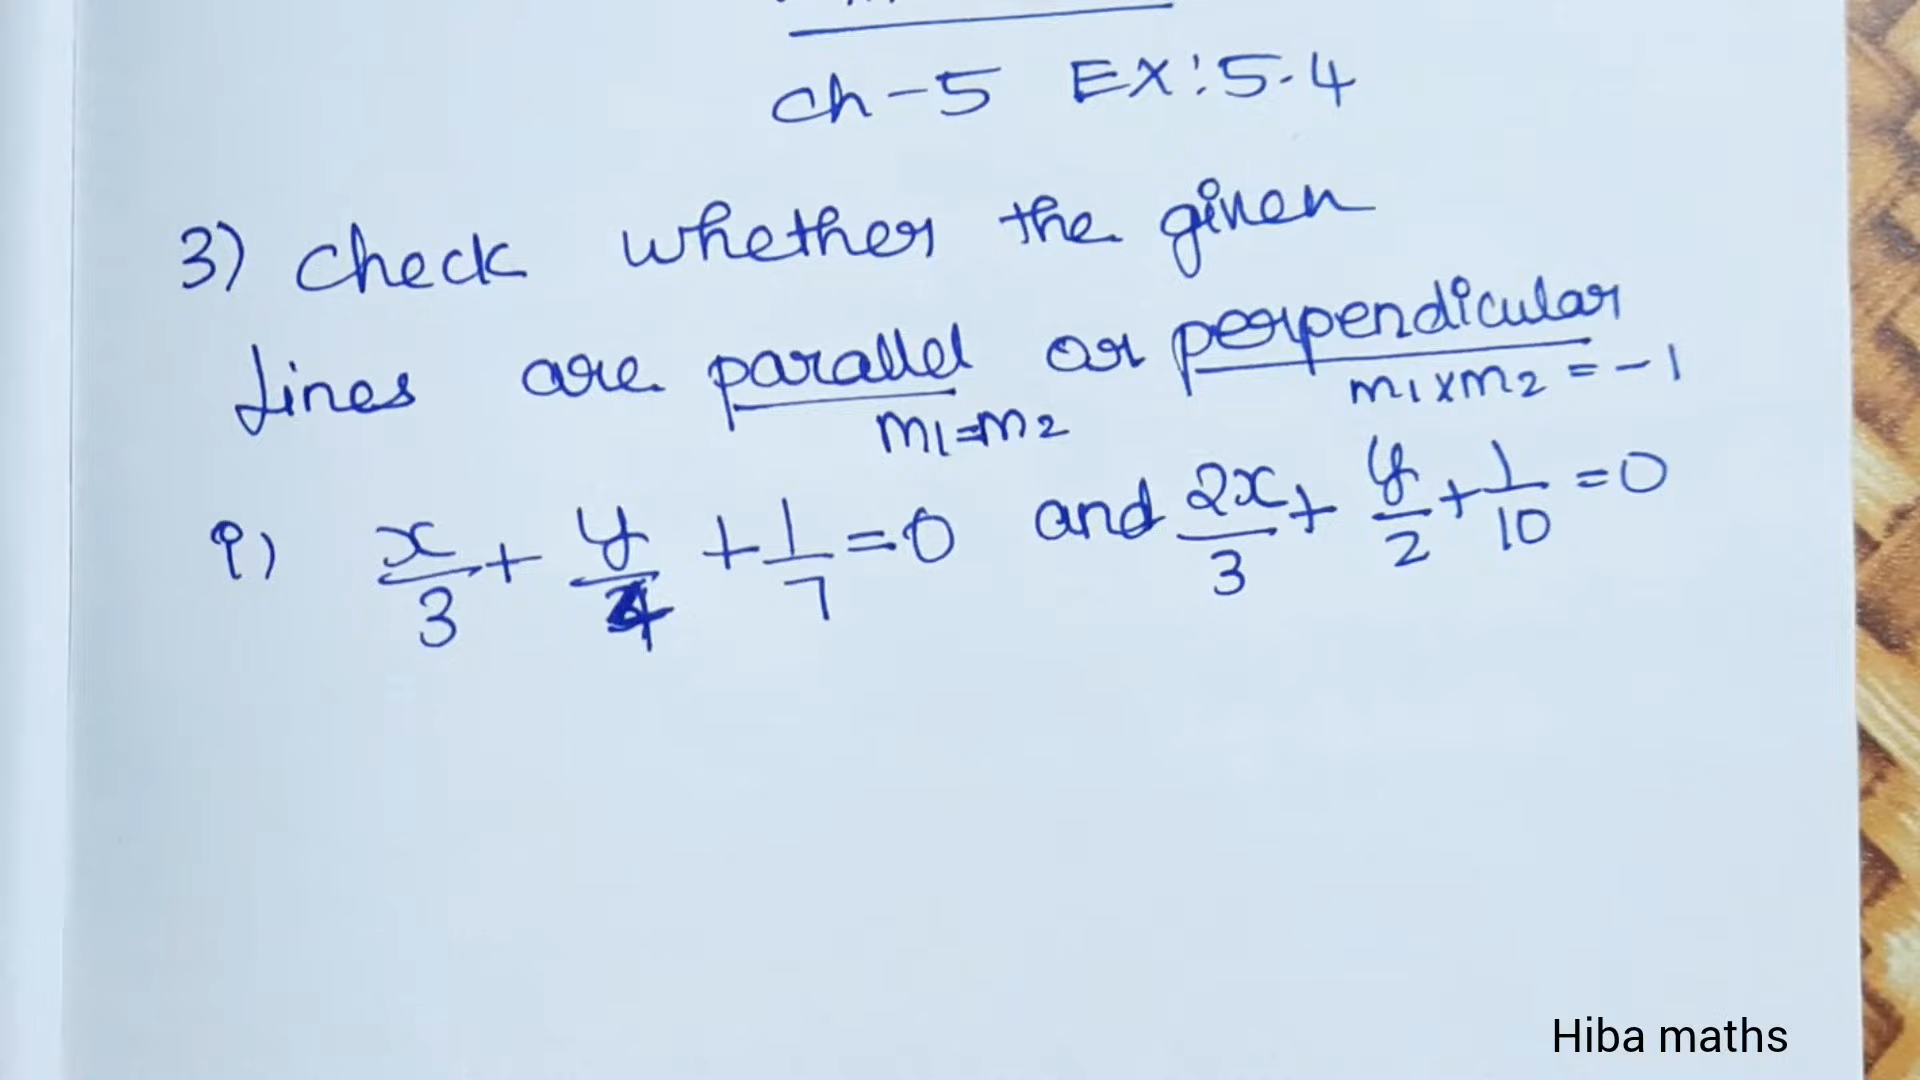 ch-5 EX:5.4
3) check whether the given
lines are parallel or perpendicular
m1=m2 m1xm2 = -1
i) x/3 + y/4 + 1/7 = 0 and 2x/3 + y/2 + 1/10 = 0
Hiba maths